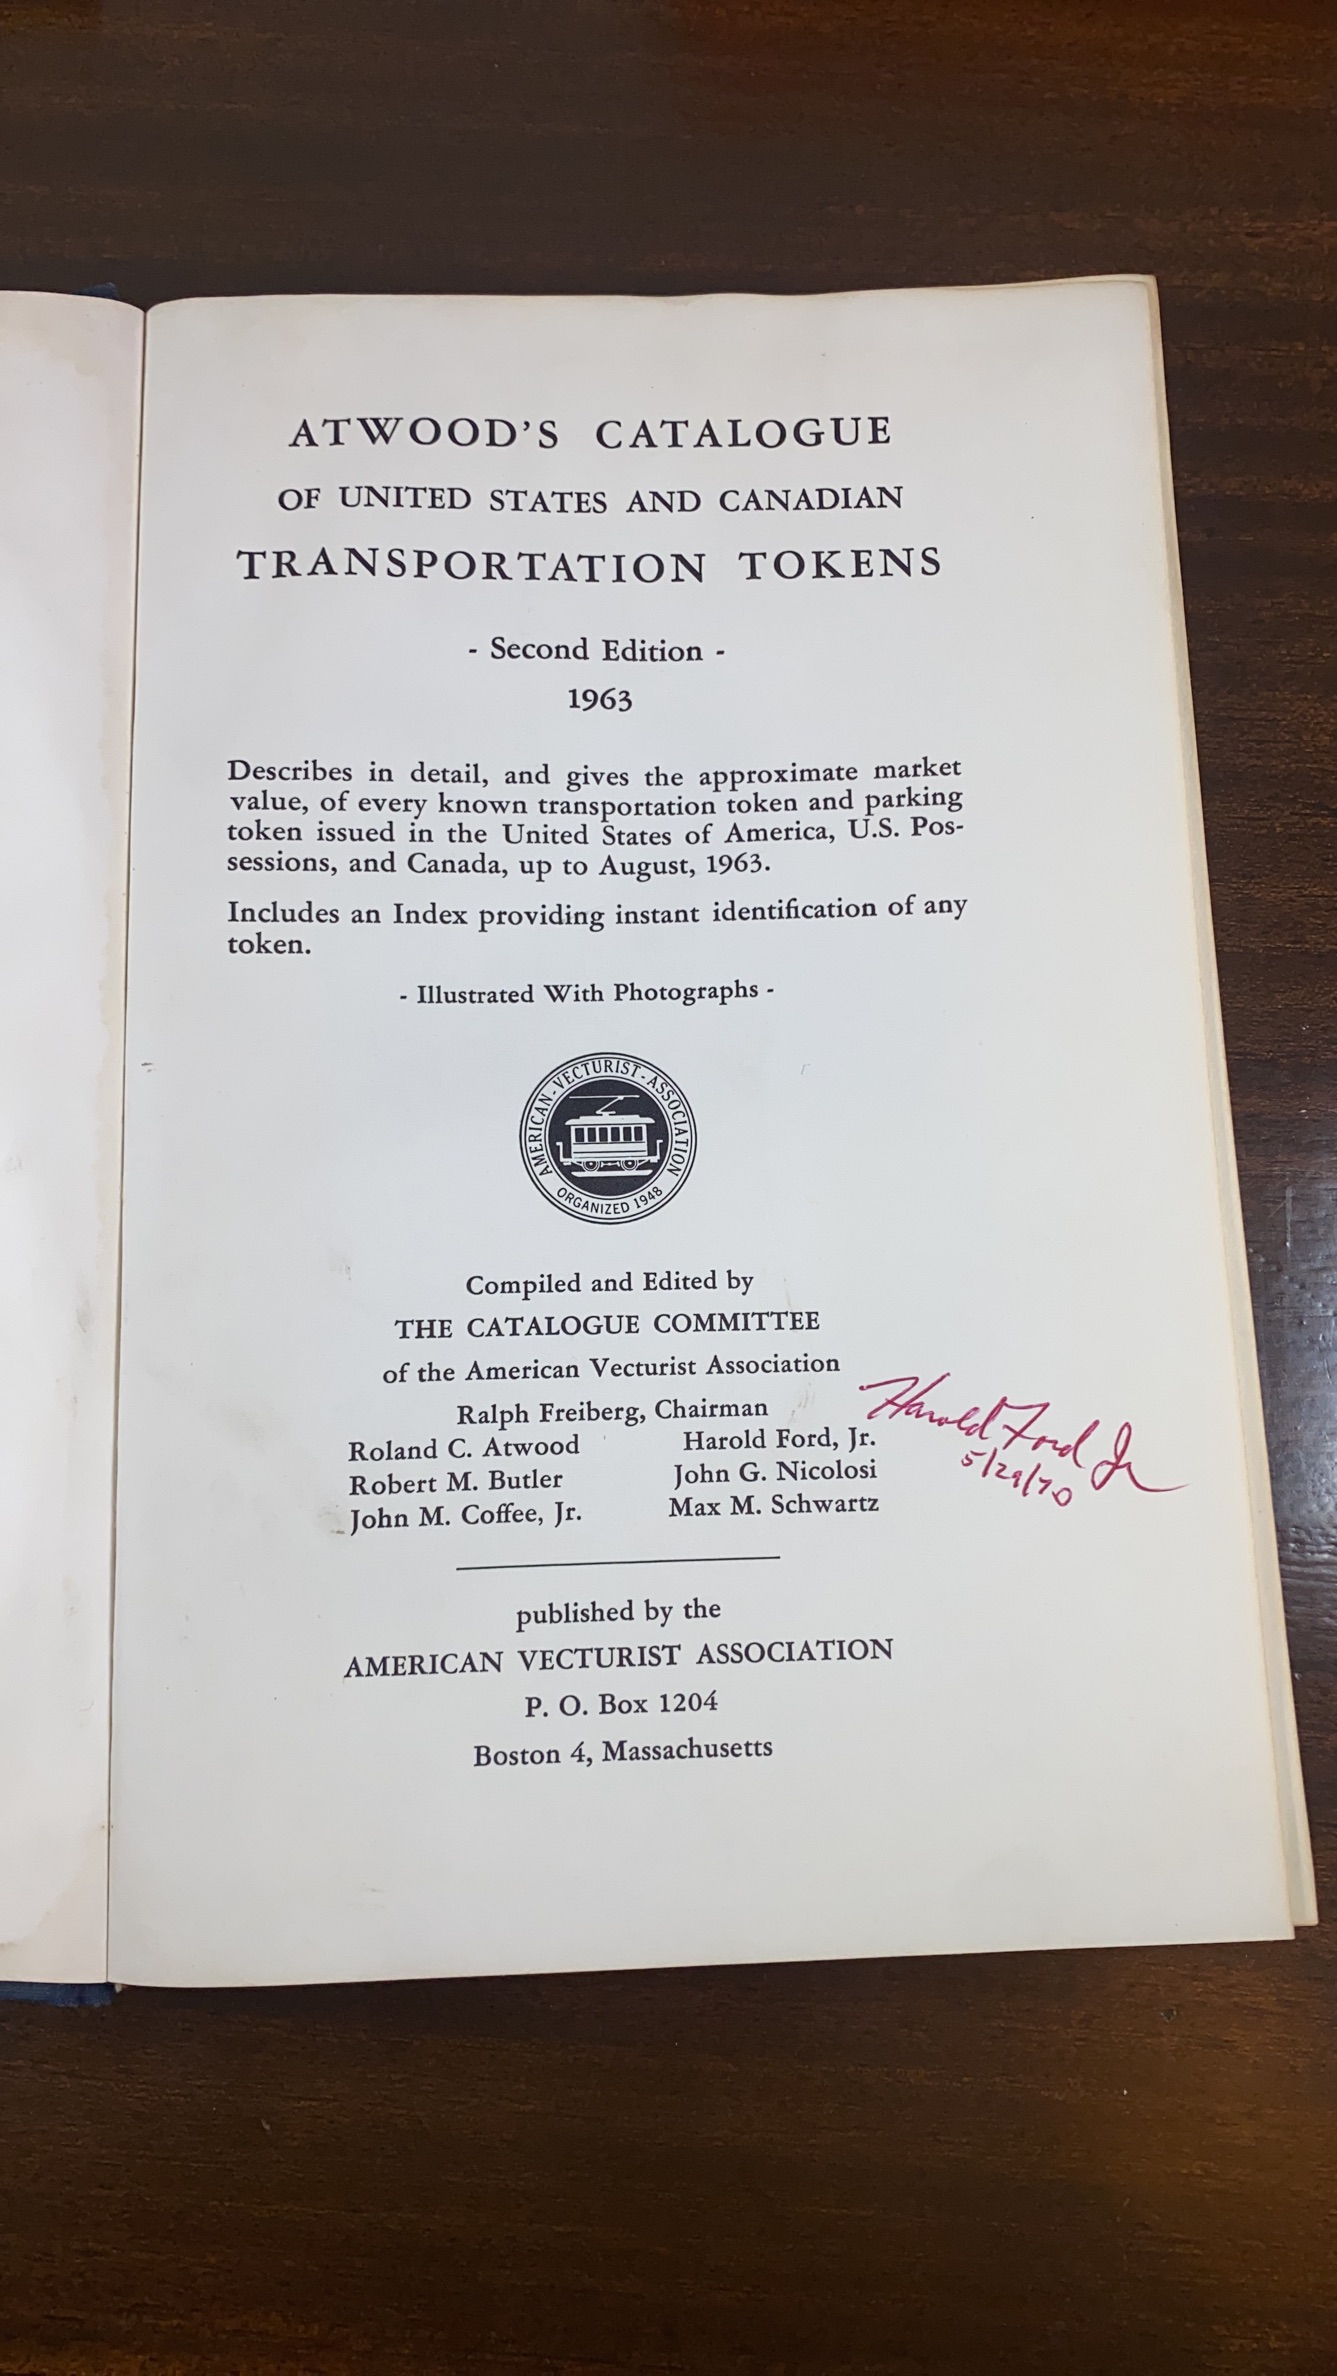 ATWOOD'S CATALOGUE
OF UNITED STATES AND CANADIAN
TRANSPORTATION TOKENS
- Second Edition -
1963
Describes in detail, and gives the approximate market
value, of every known transportation token and parking
token issued in the United States of America, U.S. Pos-
sessions, and Canada, up to August, 1963.
Includes an Index providing instant identification of any
token.
- Illustrated With Photographs -
AMERICAN-VECTURIST-ASSOCIATION
ORGANIZED 1948
Compiled and Edited by
THE CATALOGUE COMMITTEE
of the American Vecturist Association
Ralph Freiberg, Chairman
Roland C. Atwood Harold Ford, Jr.
Robert M. Butler John G. Nicolosi
John M. Coffee, Jr. Max M. Schwartz
Harold Ford Jr
5/29/70
published by the
AMERICAN VECTURIST ASSOCIATION
P. O. Box 1204
Boston 4, Massachusetts